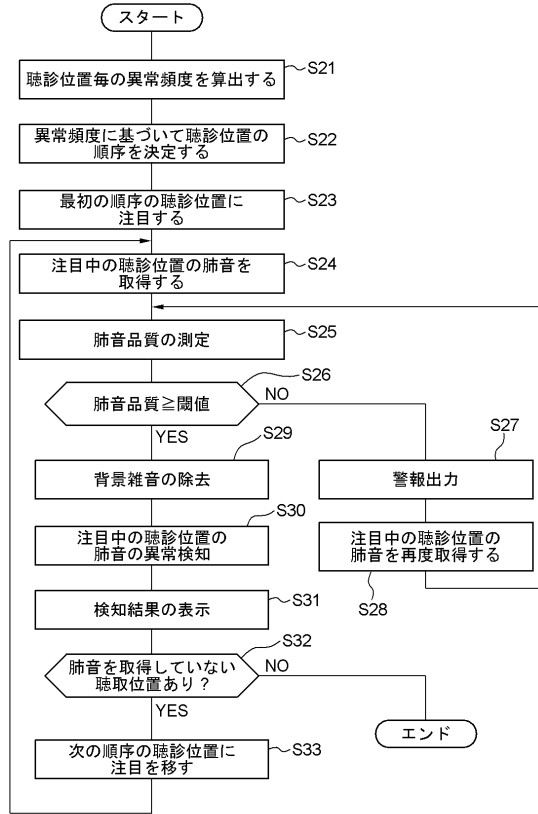 スタート
聴診位置毎の異常頻度を算出する
S21
異常頻度に基づいて聴診位置の
順序を決定する
S22
最初の順序の聴診位置に
注目する
S23
注目中の聴診位置の肺音を
取得する
S24
肺音品質の測定
S25
肺音品質≧閾値
S26
NO
YES
S27
警報出力
注目中の聴診位置の
肺音を再度取得する
S28
S29
背景雑音の除去
S30
注目中の聴診位置の
肺音の異常検知
検知結果の表示
S31
肺音を取得していない
聴取位置あり?
S32
NO
YES
エンド
次の順序の聴診位置に
注目を移す
S33